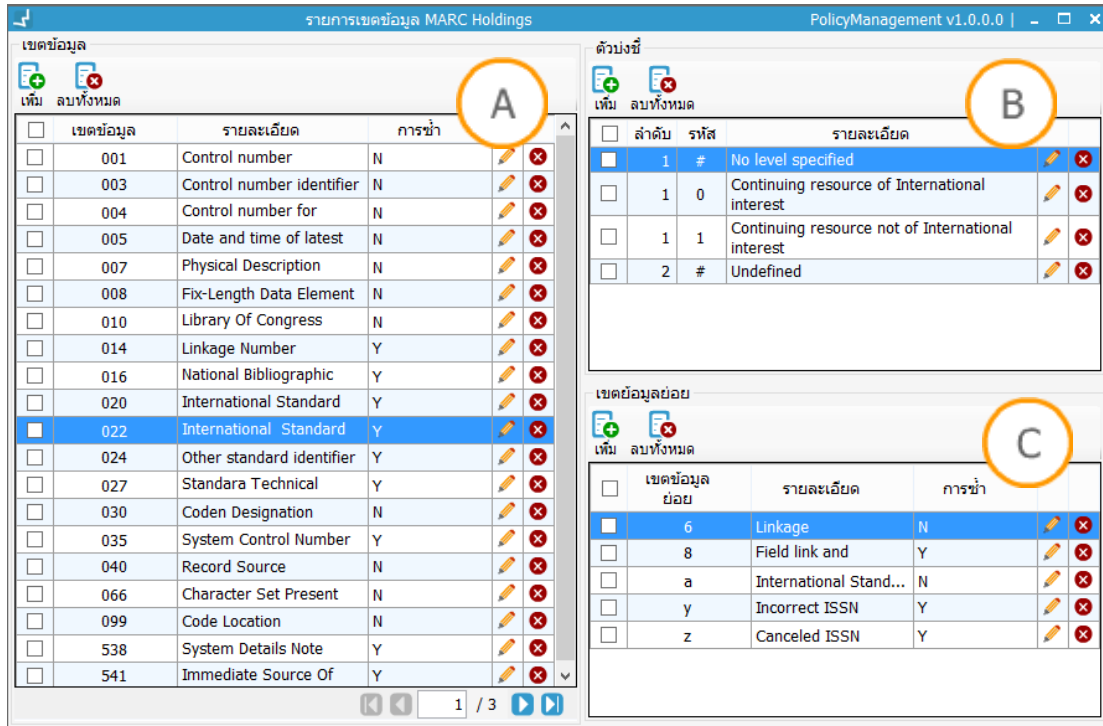 รายการเขตข้อมูล MARC Holdings
PolicyManagement v1.0.0.0 |
เขตข้อมูล
เพิ่ม ลบทั้งหมด
A
เขตข้อมูล รายละเอียด การซ้ำ
001 Control number N
003 Control number identifier N
004 Control number for N
005 Date and time of latest N
007 Physical Description N
008 Fix-Length Data Element N
010 Library Of Congress N
014 Linkage Number Y
016 National Bibliographic Y
020 International Standard Y
022 International Standard Y
024 Other standard identifier Y
027 Standara Technical Y
030 Coden Designation N
035 System Control Number Y
040 Record Source N
066 Character Set Present N
099 Code Location N
538 System Details Note Y
541 Immediate Source Of Y
1 / 3
ตัวบ่งชี้
เพิ่ม ลบทั้งหมด
B
ลำดับ รหัส รายละเอียด
1 # No level specified
1 0 Continuing resource of International
interest
1 1 Continuing resource not of International
interest
2 # Undefined
เขตย้อมูลย่อย
เพิ่ม ลบทั้งหมด
C
เขตข้อมูล
ย่อย รายละเอียด การซ้ำ
6 Linkage N
8 Field link and Y
a International Stand... N
y Incorrect ISSN Y
z Canceled ISSN Y